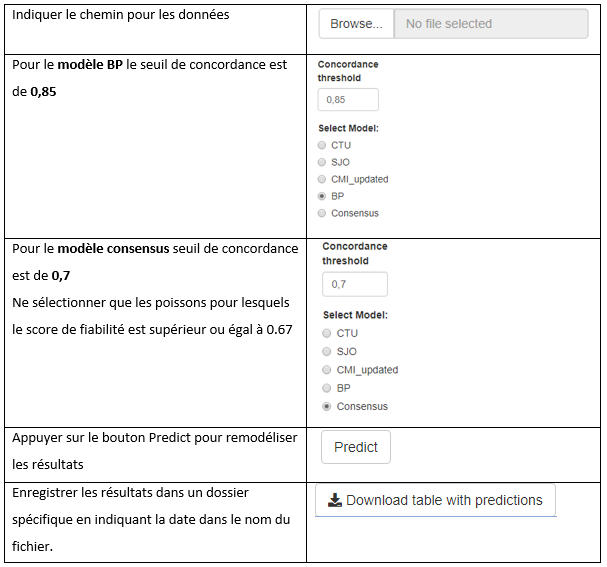 Indiquer le chemin pour les données
Browse... No file selected
Pour le modèle BP le seuil de concordance est
de 0,85
Concordance
threshold
0,85
Select Model:
CTU
SJO
CMI_updated
BP
Consensus
Pour le modèle consensus seuil de concordance
est de 0,7
Ne sélectionner que les poissons pour lesquels
le score de fiabilité est supérieur ou égal à 0.67
Concordance
threshold
0,7
Select Model:
CTU
SJO
CMI_updated
BP
Consensus
Appuyer sur le bouton Predict pour remodéliser
les résultats
Predict
Enregistrer les résultats dans un dossier
spécifique en indiquant la date dans le nom du
fichier.
Download table with predictions